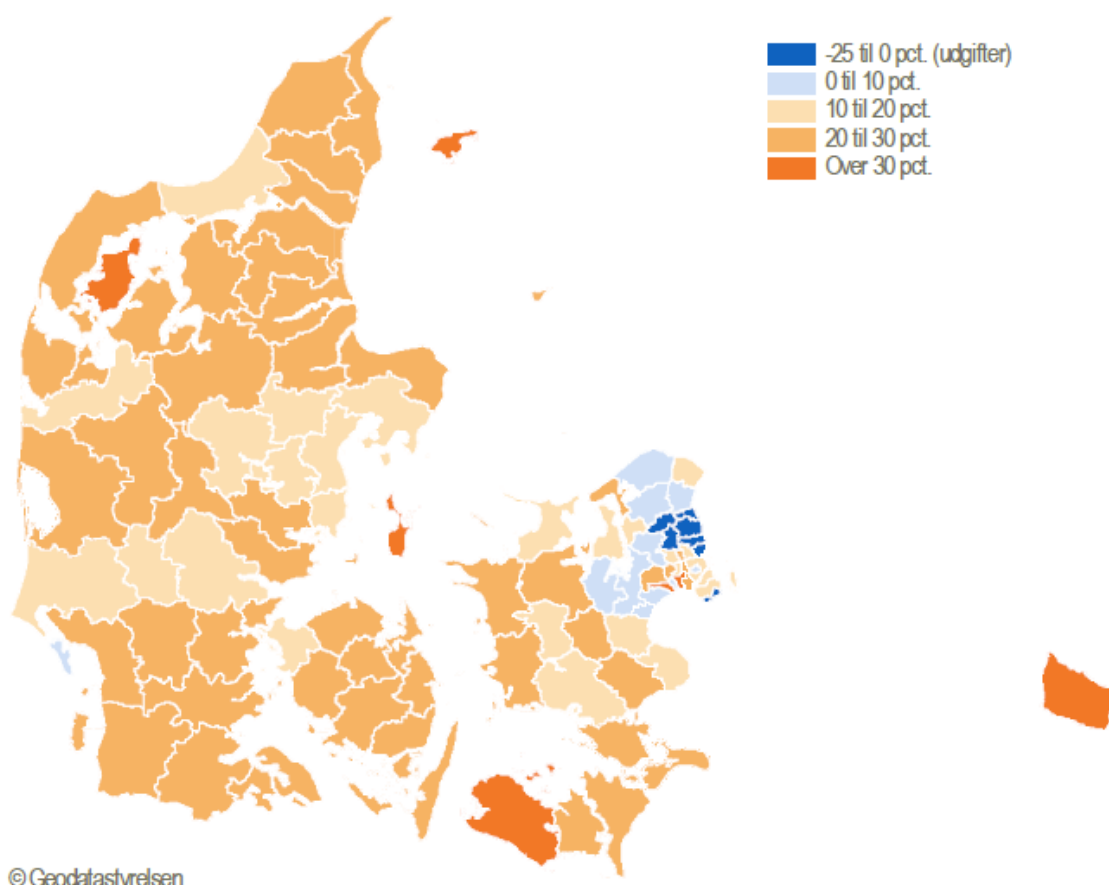 -25 til 0 pct. (udgifter)
0 til 10 pct.
10 til 20 pct.
20 til 30 pct.
Over 30 pct.
© Geodatastyrelsen